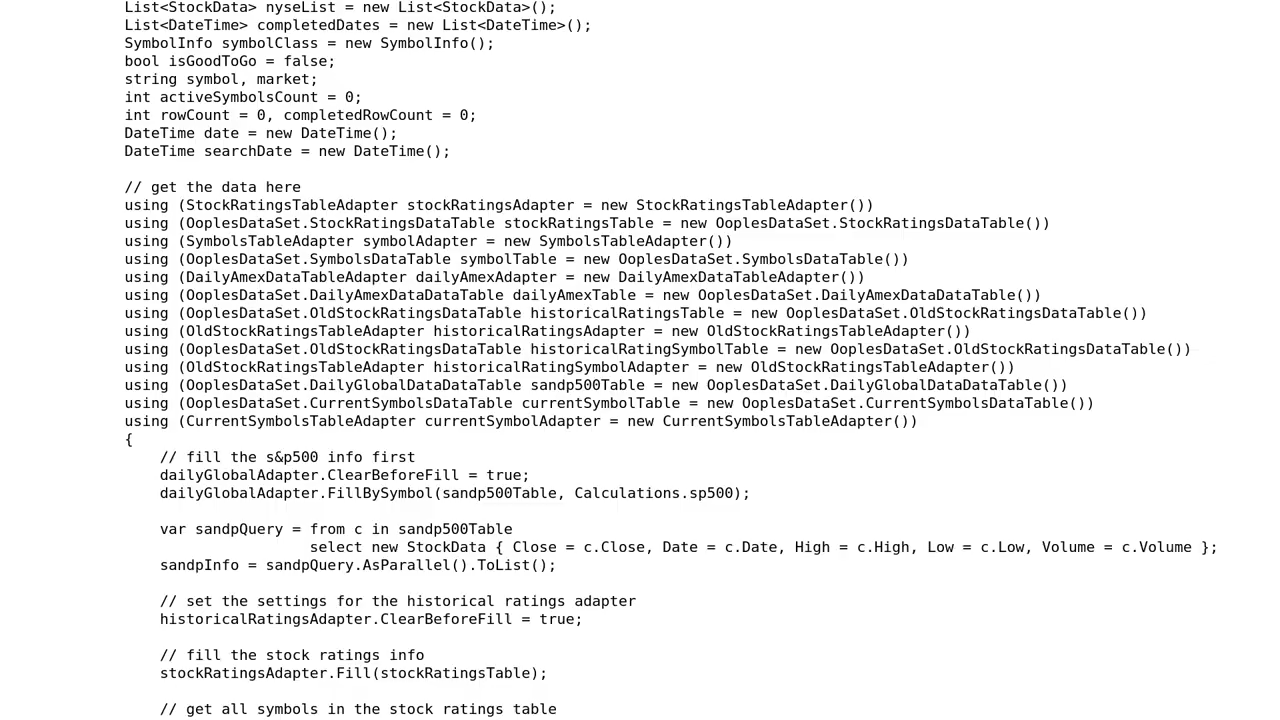 List<StockData> nyseList = new List<StockData>();
List<DateTime> completedDates = new List<DateTime>();
SymbolInfo symbolClass = new SymbolInfo();
bool isGoodToGo = false;
string symbol, market;
int activeSymbolsCount = 0;
int rowCount = 0, completedRowCount = 0;
DateTime date = new DateTime();
DateTime searchDate = new DateTime();

// get the data here
using (StockRatingsTableAdapter stockRatingsAdapter = new StockRatingsTableAdapter())
using (OoplesDataSet.StockRatingsDataTable stockRatingsTable = new OoplesDataSet.StockRatingsDataTable())
using (SymbolsTableAdapter symbolAdapter = new SymbolsTableAdapter())
using (OoplesDataSet.SymbolsDataTable symbolTable = new OoplesDataSet.SymbolsDataTable())
using (DailyAmexDataTableAdapter dailyAmexAdapter = new DailyAmexDataTableAdapter())
using (OoplesDataSet.DailyAmexDataDataTable dailyAmexTable = new OoplesDataSet.DailyAmexDataDataTable())
using (OoplesDataSet.OldStockRatingsDataTable historicalRatingsTable = new OoplesDataSet.OldStockRatingsDataTable())
using (OldStockRatingsTableAdapter historicalRatingsAdapter = new OldStockRatingsTableAdapter())
using (OoplesDataSet.OldStockRatingsDataTable historicalRatingSymbolTable = new OoplesDataSet.OldStockRatingsDataTable())
using (OldStockRatingsTableAdapter historicalRatingSymbolAdapter = new OldStockRatingsTableAdapter())
using (OoplesDataSet.DailyGlobalDataDataTable sandp500Table = new OoplesDataSet.DailyGlobalDataDataTable())
using (OoplesDataSet.CurrentSymbolsDataTable currentSymbolTable = new OoplesDataSet.CurrentSymbolsDataTable())
using (CurrentSymbolsTableAdapter currentSymbolAdapter = new CurrentSymbolsTableAdapter())
{
    // fill the s&p500 info first
    dailyGlobalAdapter.ClearBeforeFill = true;
    dailyGlobalAdapter.FillBySymbol(sandp500Table, Calculations.sp500);

    var sandpQuery = from c in sandp500Table
                     select new StockData { Close = c.Close, Date = c.Date, High = c.High, Low = c.Low, Volume = c.Volume };
    sandpInfo = sandpQuery.AsParallel().ToList();

    // set the settings for the historical ratings adapter
    historicalRatingsAdapter.ClearBeforeFill = true;

    // fill the stock ratings info
    stockRatingsAdapter.Fill(stockRatingsTable);

    // get all symbols in the stock ratings table